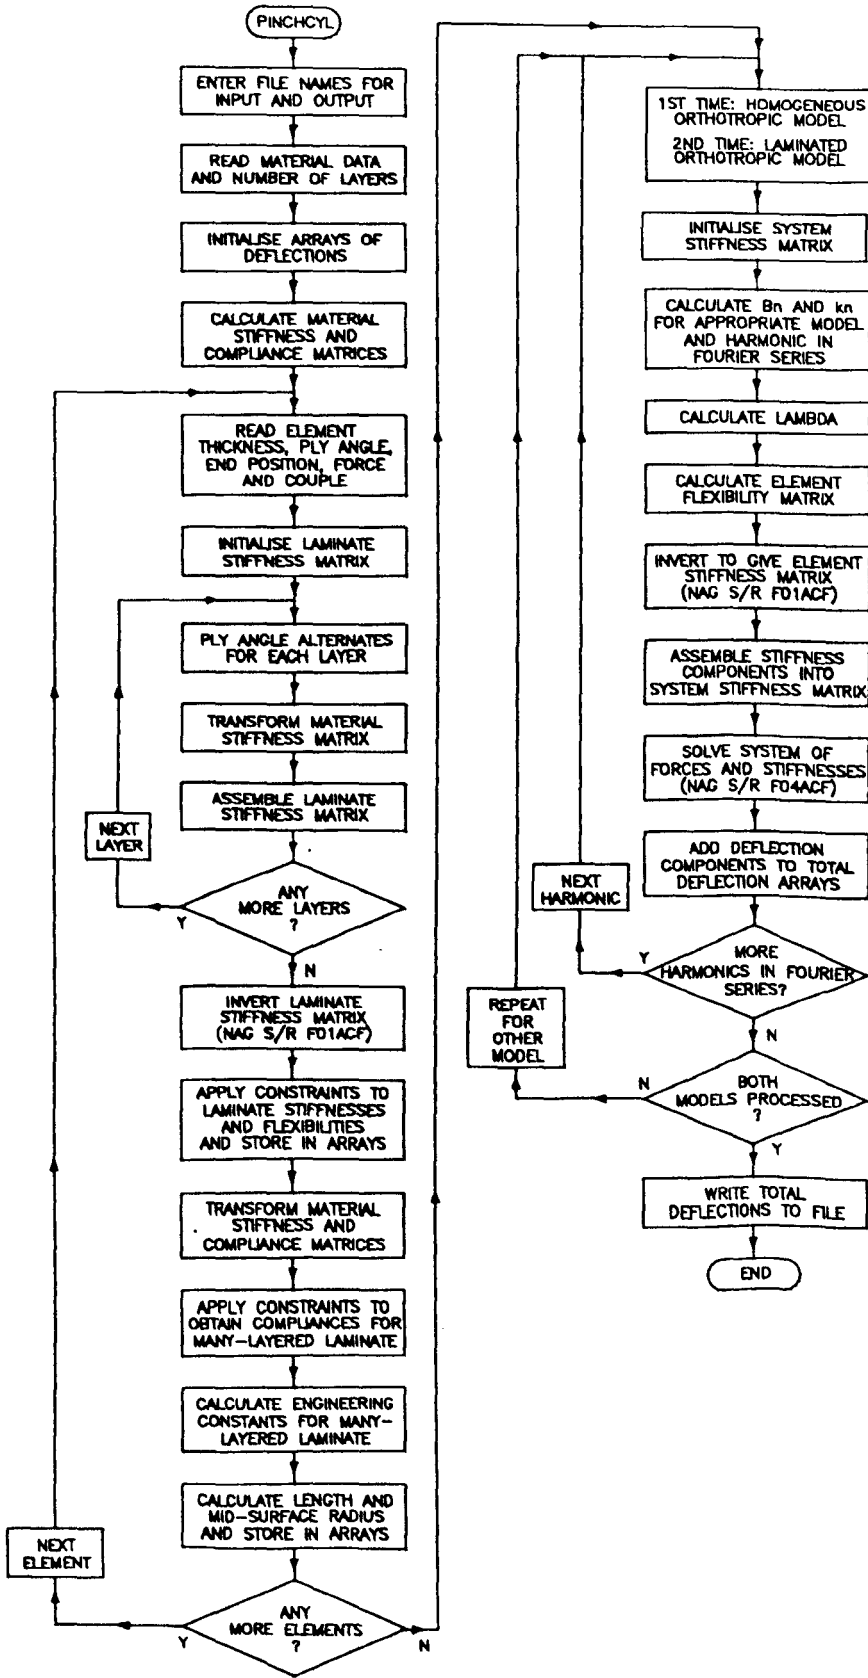 PINCHCYL
ENTER FILE NAMES FOR
INPUT AND OUTPUT
READ MATERIAL DATA
AND NUMBER OF LAYERS
INITIALISE ARRAYS OF
DEFLECTIONS
CALCULATE MATERIAL
STIFFNESS AND
COMPLIANCE MATRICES
READ ELEMENT
THICKNESS, PLY ANGLE,
END POSITION, FORCE
AND COUPLE
INITIALISE LAMINATE
STIFFNESS MATRIX
PLY ANGLE ALTERNATES
FOR EACH LAYER
TRANSFORM MATERIAL
STIFFNESS MATRIX
ASSEMBLE LAMINATE
STIFFNESS MATRIX
NEXT
LAYER
ANY
MORE LAYERS
?
Y
N
INVERT LAMINATE
STIFFNESS MATRIX
(NAG S/R F01ACF)
APPLY CONSTRAINTS TO
LAMINATE STIFFNESSES
AND FLEXIBILITIES
AND STORE IN ARRAYS
TRANSFORM MATERIAL
STIFFNESS AND
COMPLIANCE MATRICES
APPLY CONSTRAINTS TO
OBTAIN COMPLIANCES FOR
MANY-LAYERED LAMINATE
CALCULATE ENGINEERING
CONSTANTS FOR MANY-
LAYERED LAMINATE
CALCULATE LENGTH AND
MID-SURFACE RADIUS
AND STORE IN ARRAYS
NEXT
ELEMENT
ANY
MORE ELEMENTS
?
Y
N
1ST TIME: HOMOGENEOUS
ORTHOTROPIC MODEL
2ND TIME: LAMINATED
ORTHOTROPIC MODEL
INITIALISE SYSTEM
STIFFNESS MATRIX
CALCULATE Bn AND kn
FOR APPROPRIATE MODEL
AND HARMONIC IN
FOURIER SERIES
CALCULATE LAMBDA
CALCULATE ELEMENT
FLEXIBILITY MATRIX
INVERT TO GIVE ELEMENT
STIFFNESS MATRIX
(NAG S/R F01ACF)
ASSEMBLE STIFFNESS
COMPONENTS INTO
SYSTEM STIFFNESS MATRIX
SOLVE SYSTEM OF
FORCES AND STIFFNESSES
(NAG S/R F04ACF)
ADD DEFLECTION
COMPONENTS TO TOTAL
DEFLECTION ARRAYS
NEXT
HARMONIC
MORE
HARMONICS IN FOURIER
SERIES?
Y
N
REPEAT
FOR
OTHER
MODEL
BOTH
MODELS PROCESSED
?
N
Y
WRITE TOTAL
DEFLECTIONS TO FILE
END